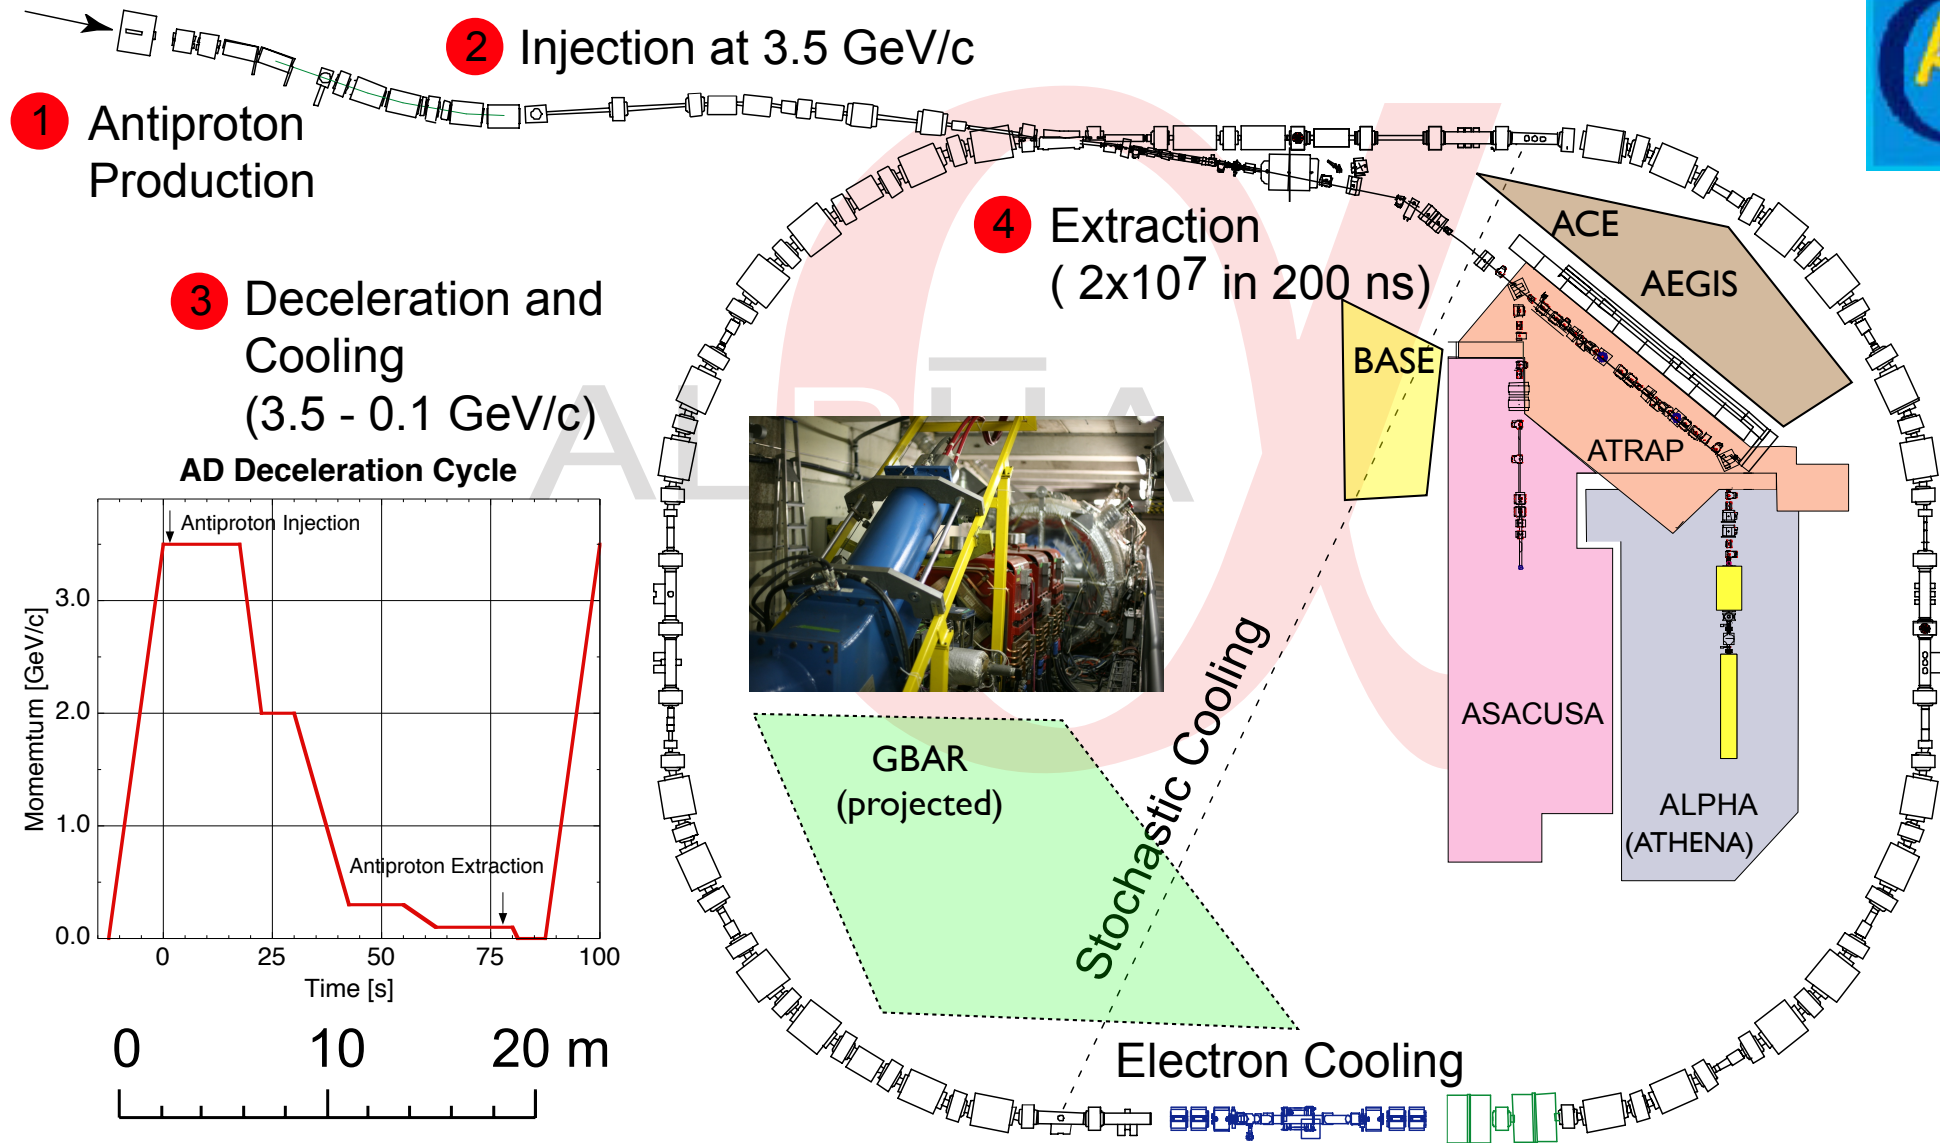 2 Injection at 3.5 GeV/c
1 Antiproton
Production
4 Extraction
( 2x10⁷ in 200 ns)
3 Deceleration and
Cooling
(3.5 - 0.1 GeV/c)
ALPHA
ACE
AEGIS
BASE
ATRAP
ASACUSA
ALPHA
(ATHENA)
GBAR
(projected)
Stochastic Cooling
Electron Cooling
AD Deceleration Cycle
Antiproton Injection
Antiproton Extraction
Momemtum [GeV/c]
3.0
2.0
1.0
0.0
0 25 50 75 100
Time [s]
0 10 20 m